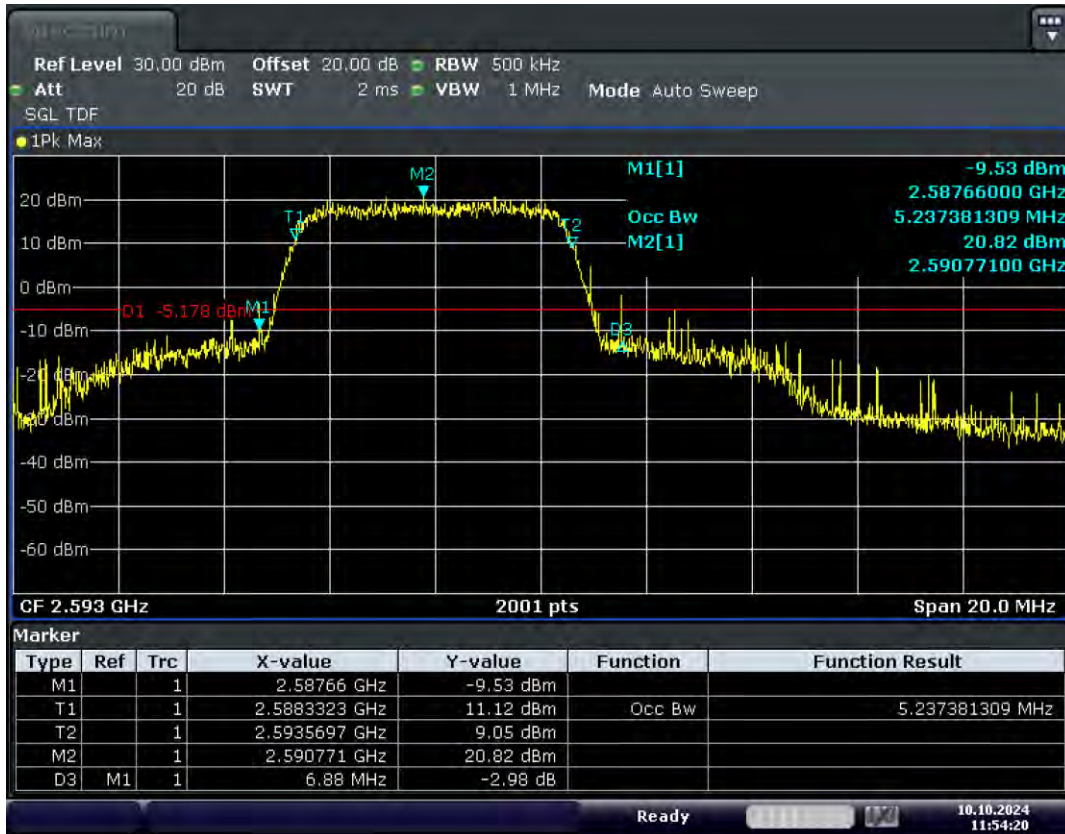 Spectrum
Ref Level 30.00 dBm Offset 20.00 dB RBW 500 kHz
Att 20 dB SWT 2 ms VBW 1 MHz Mode Auto Sweep
SGL TDF
1Pk Max
M1[1] -9.53 dBm
2.58766000 GHz
Occ Bw 5.237381309 MHz
M2[1] 20.82 dBm
2.59077100 GHz
M2
20 dBm
T1
T2
10 dBm
0 dBm
D1 -5.178 dBm
M1
-10 dBm
D3
-20 dBm
-30 dBm
-40 dBm
-50 dBm
-60 dBm
CF 2.593 GHz 2001 pts Span 20.0 MHz
Marker
Type Ref Trc X-value Y-value Function Function Result
M1 1 2.58766 GHz -9.53 dBm
T1 1 2.5883323 GHz 11.12 dBm Occ Bw 5.237381309 MHz
T2 1 2.5935697 GHz 9.05 dBm
M2 1 2.590771 GHz 20.82 dBm
D3 M1 1 6.88 MHz -2.98 dB
Ready 10.10.2024
11:54:20